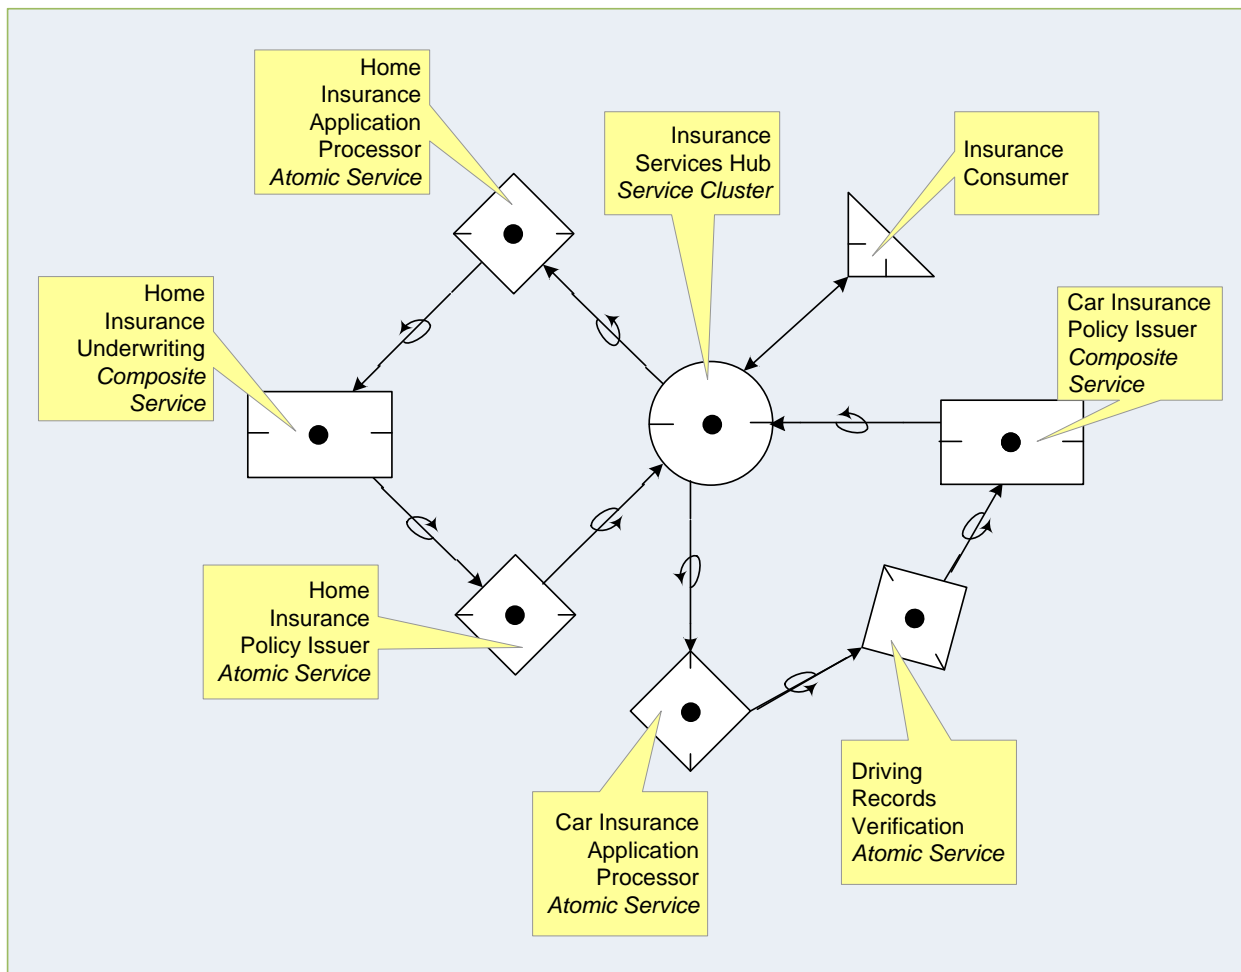 Home
Insurance
Application
Processor
Atomic Service
Insurance
Services Hub
Service Cluster
Insurance
Consumer
Home
Insurance
Underwriting
Composite
Service
Car Insurance
Policy Issuer
Composite
Service
Home
Insurance
Policy Issuer
Atomic Service
Car Insurance
Application
Processor
Atomic Service
Driving
Records
Verification
Atomic Service